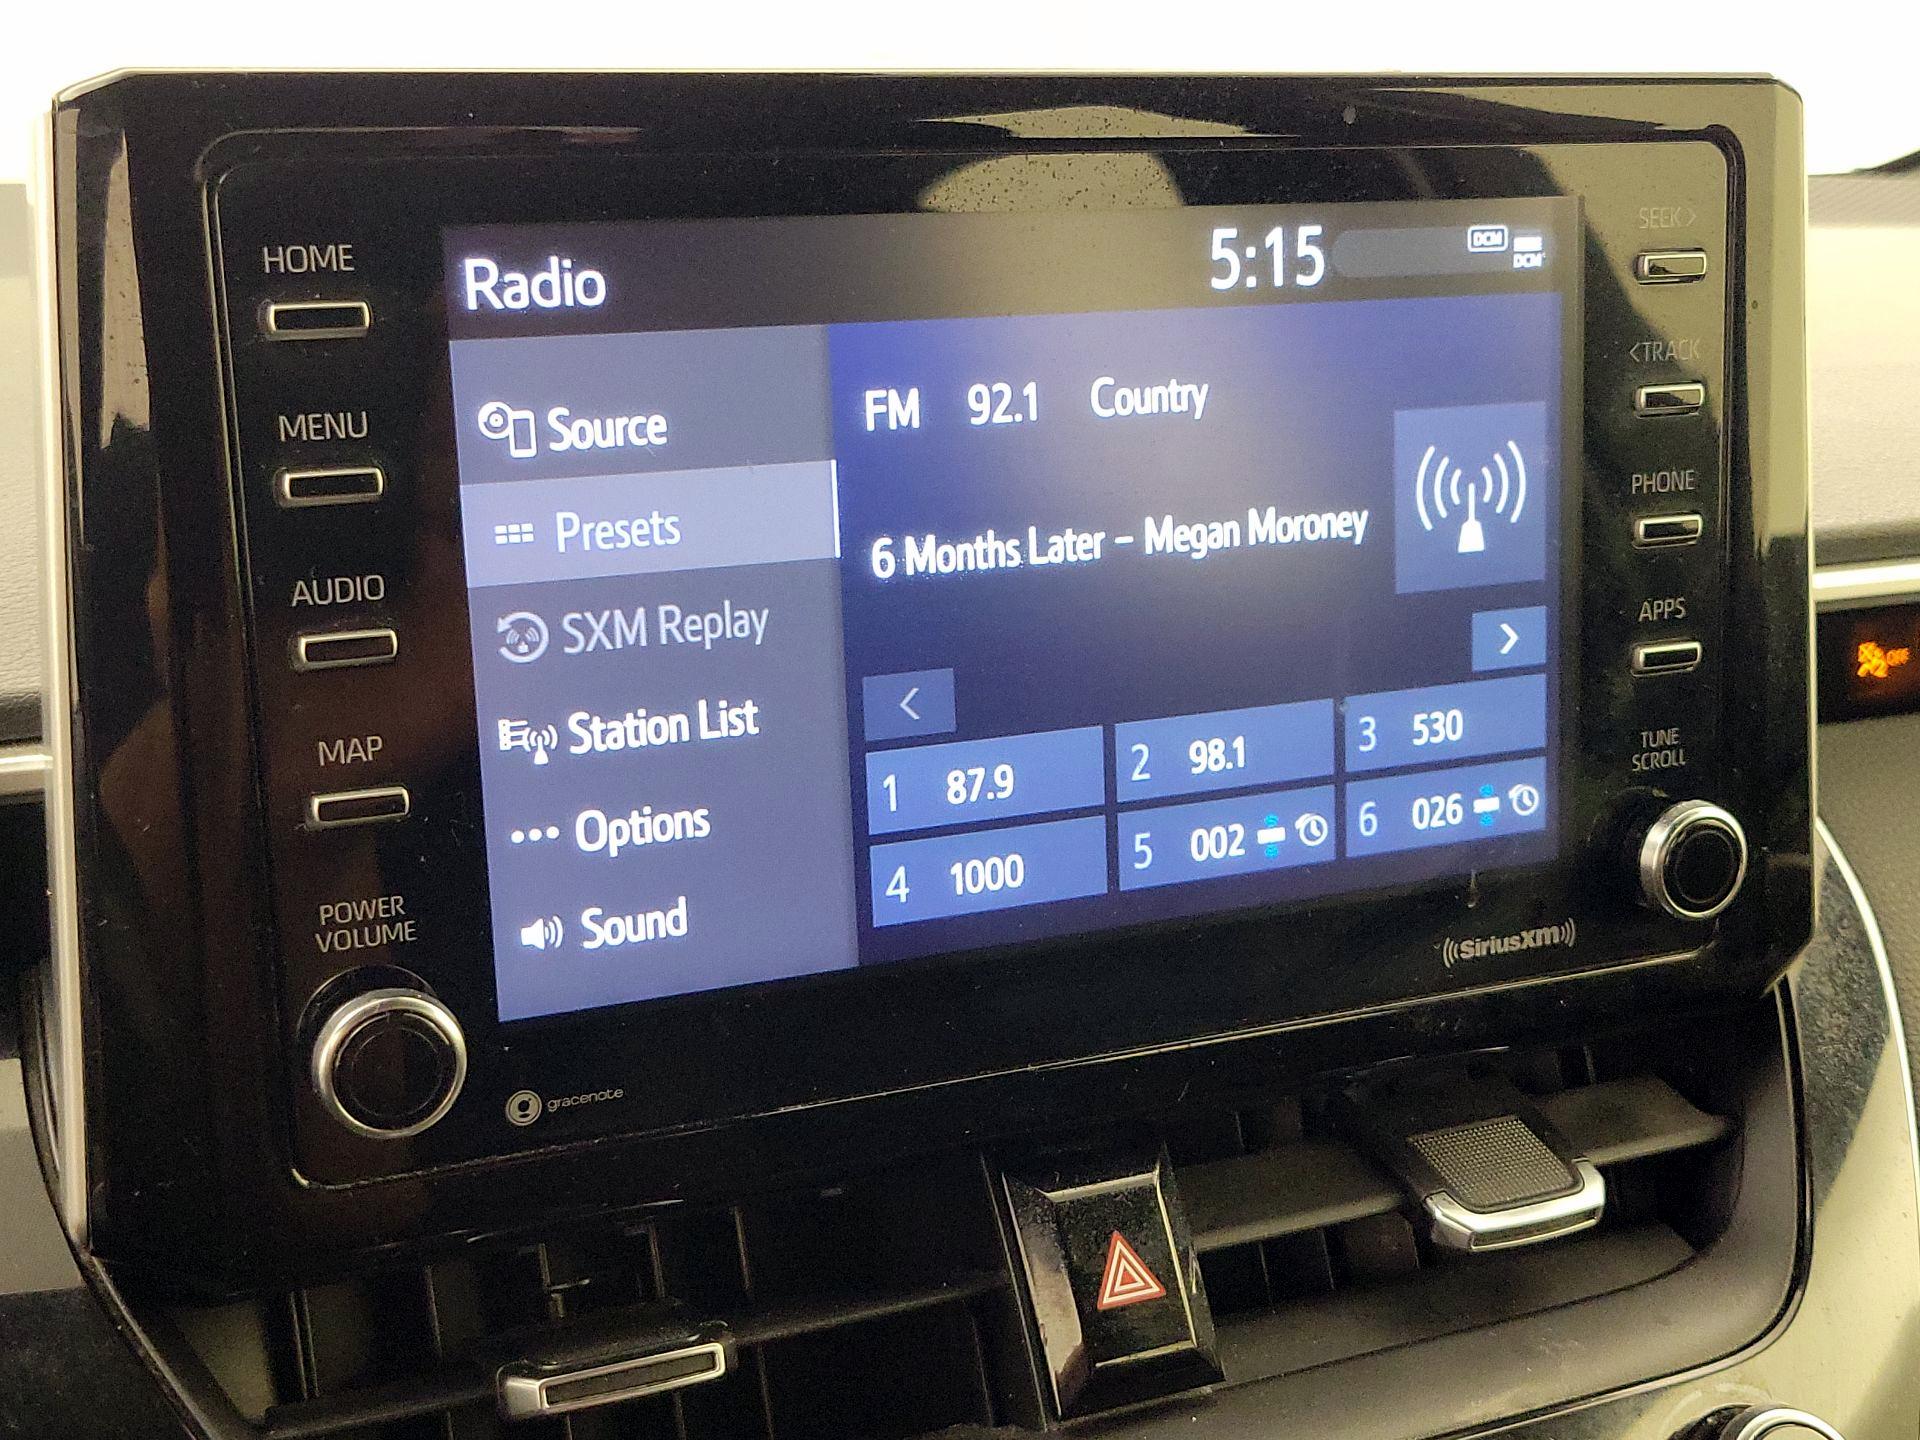 HOME
MENU
AUDIO
MAP
POWER
VOLUME
Radio
5:15
DCM
DCM
Source
Presets
SXM Replay
Station List
Options
Sound
FM 92.1 Country
6 Months Later - Megan Moroney
<
>
1 87.9
2 98.1
3 530
4 1000
5 002
6 026
SEEK >
< TRACK
PHONE
APPS
TUNE
SCROLL
SiriusXM
gracenote
OFF